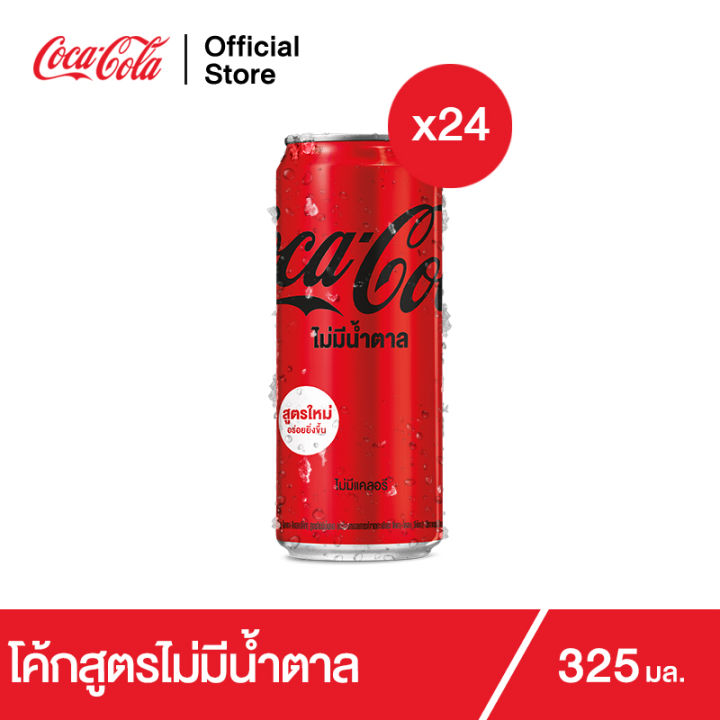 Coca-Cola
Official
Store
x24
Coca-Col
ไม่มีน้ำตาล
สูตรใหม่
อร่อยยิ่งขึ้น
ไม่มีแคลอรี
โค้กสูตรไม่มีน้ำตาล
325 มล.